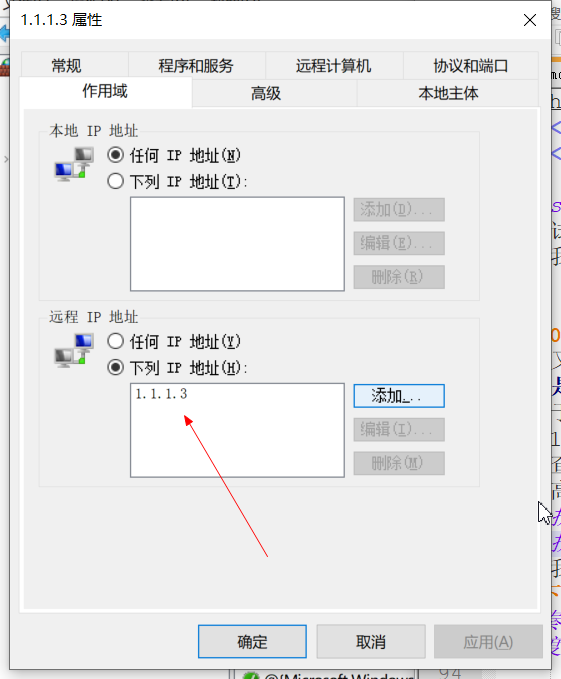 1.1.1.3 属性
常规 程序和服务 远程计算机 协议和端口
作用域 高级 本地主体
本地 IP 地址
任何 IP 地址(N)
下列 IP 地址(T):
添加(D)...
编辑(E)...
删除(R)
远程 IP 地址
任何 IP 地址(Y)
下列 IP 地址(H):
1.1.1.3
添加...
编辑(I)...
删除(M)
确定 取消 应用(A)
@{Microsoft.Windows
94